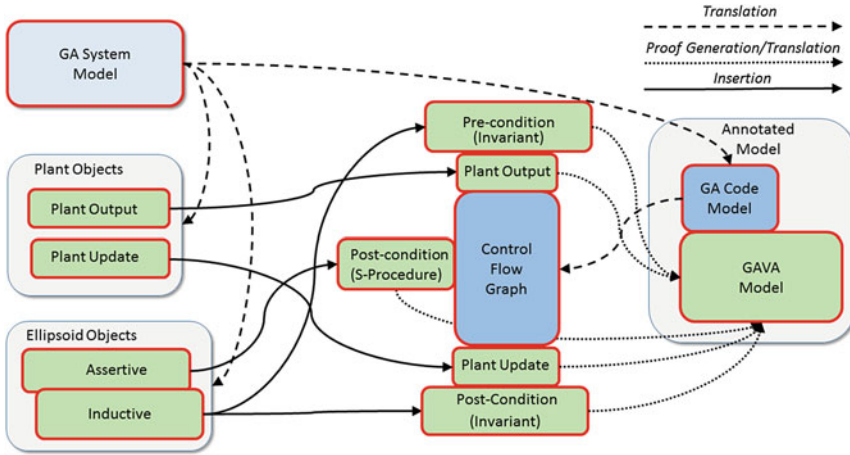 Translation
Proof Generation/Translation
Insertion
GA System
Model
Plant Objects
Plant Output
Plant Update
Ellipsoid Objects
Assertive
Inductive
Pre-condition
(Invariant)
Plant Output
Post-condition
(S-Procedure)
Control
Flow
Graph
Plant Update
Post-Condition
(Invariant)
Annotated
Model
GA Code
Model
GAVA
Model